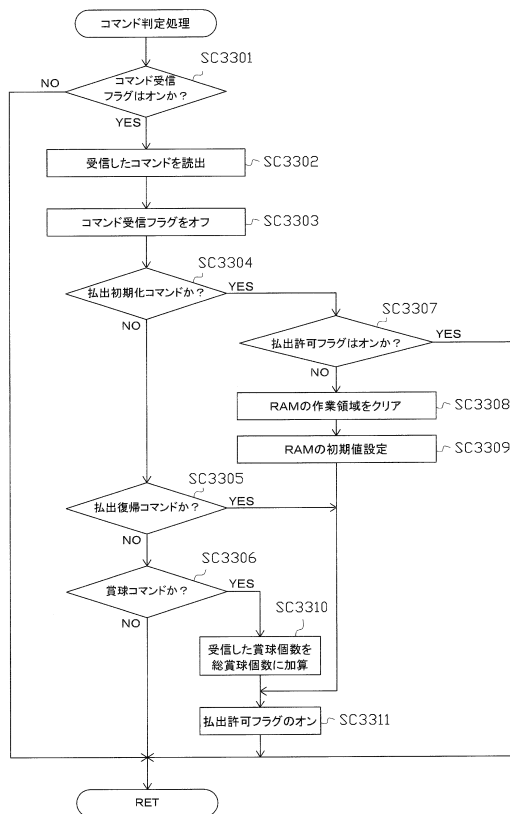 コマンド判定処理
SC3301
NO
コマンド受信
フラグはオンか?
YES
受信したコマンドを読出
SC3302
コマンド受信フラグをオフ
SC3303
SC3304
払出初期化コマンドか?
YES
NO
SC3307
払出許可フラグはオンか?
YES
NO
RAMの作業領域をクリア
SC3308
RAMの初期値設定
SC3309
SC3305
払出復帰コマンドか?
YES
NO
SC3306
賞球コマンドか?
YES
NO
SC3310
受信した賞球個数を
総賞球個数に加算
払出許可フラグのオン
SC3311
RET